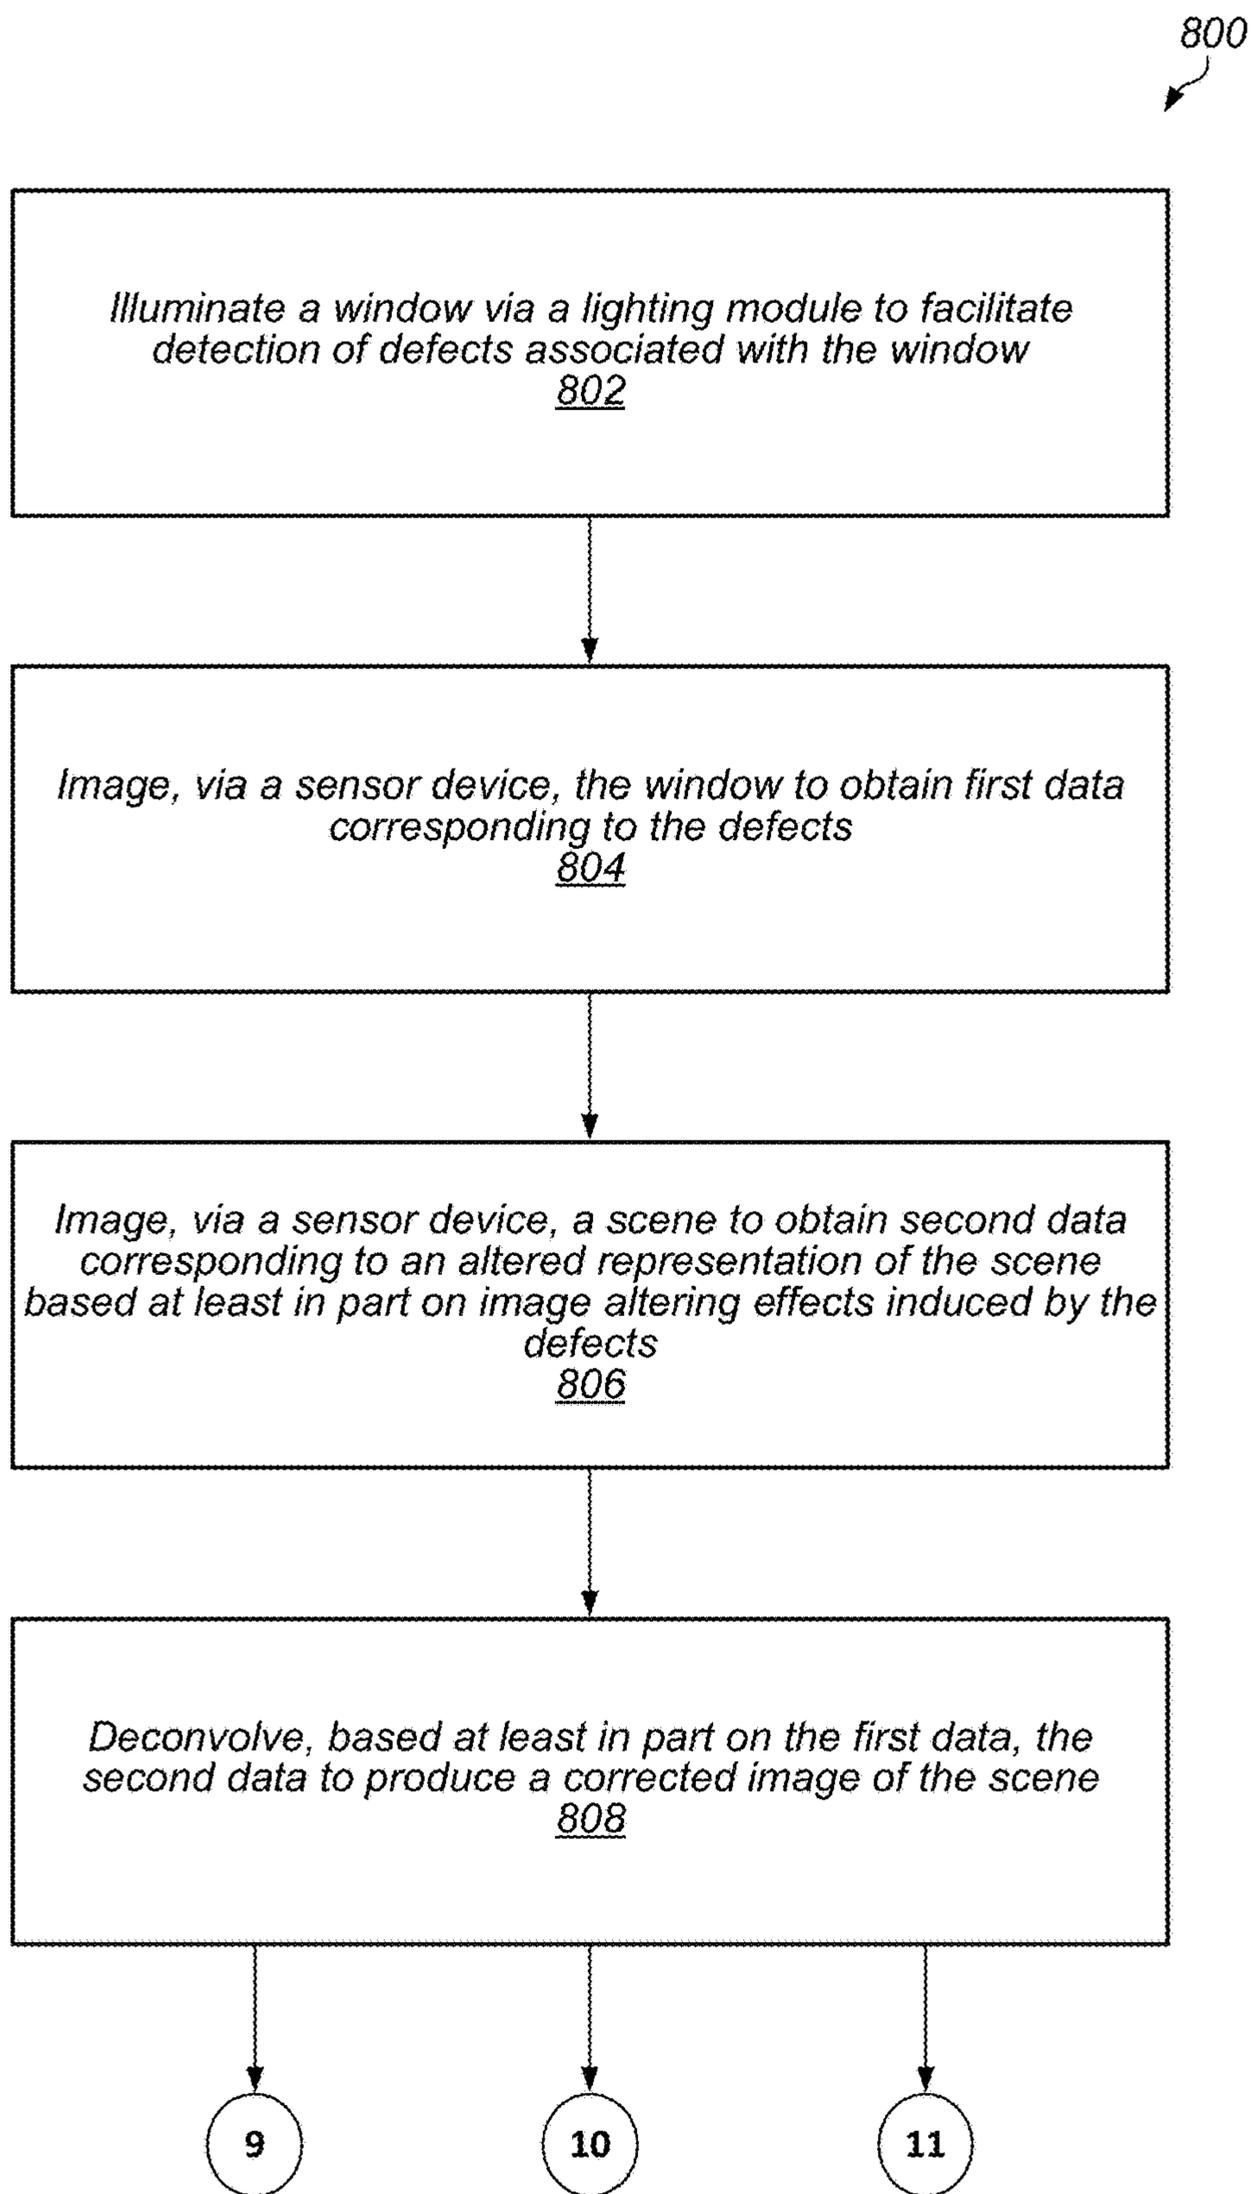 800
Illuminate a window via a lighting module to facilitate
detection of defects associated with the window
802
Image, via a sensor device, the window to obtain first data
corresponding to the defects
804
Image, via a sensor device, a scene to obtain second data
corresponding to an altered representation of the scene
based at least in part on image altering effects induced by the
defects
806
Deconvolve, based at least in part on the first data, the
second data to produce a corrected image of the scene
808
9
10
11